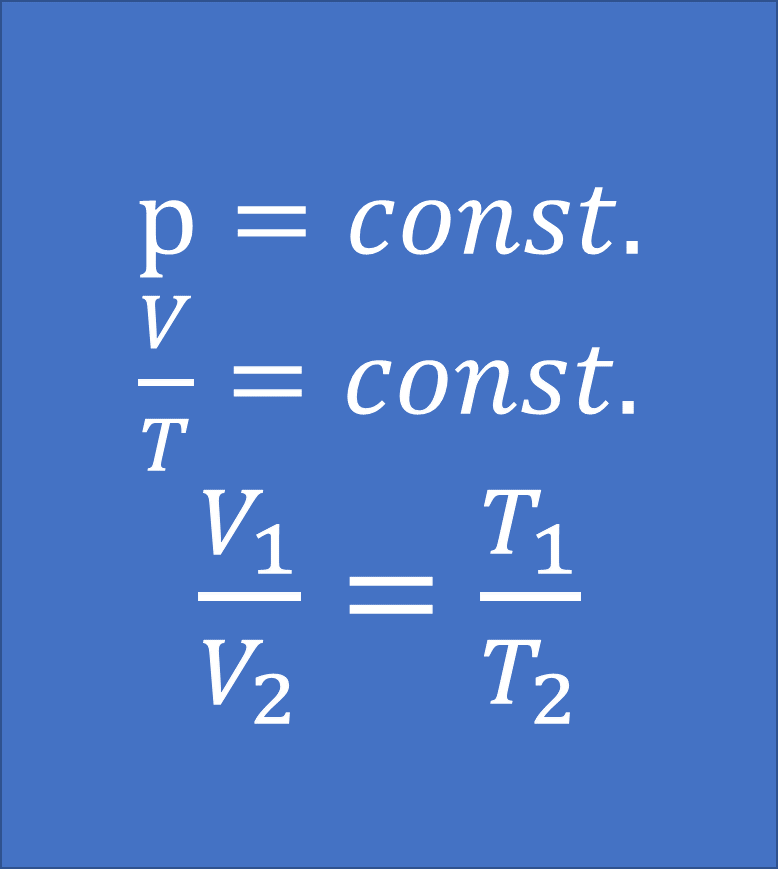 p = const.
V/T = const.
V₁/V₂ = T₁/T₂